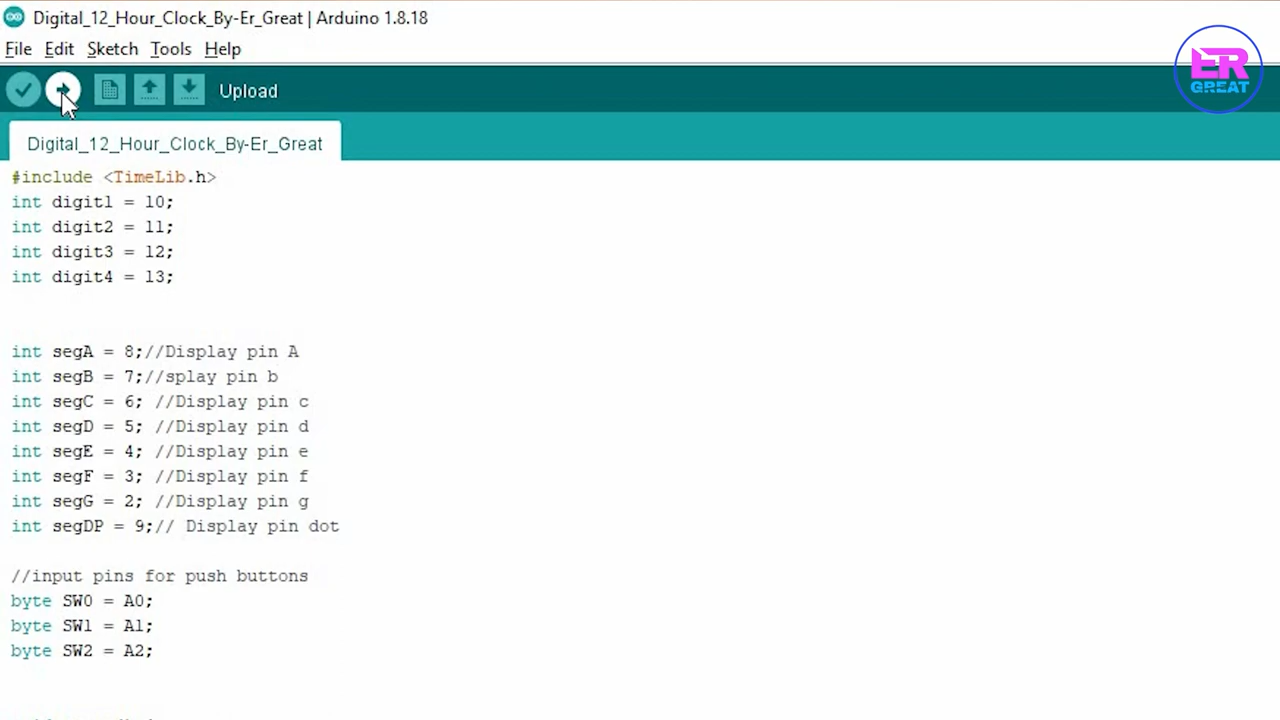 Digital_12_Hour_Clock_By-Er_Great | Arduino 1.8.18
File Edit Sketch Tools Help
ER
GREAT
Upload
Digital_12_Hour_Clock_By-Er_Great
#include <TimeLib.h>
int digit1 = 10;
int digit2 = 11;
int digit3 = 12;
int digit4 = 13;
int segA = 8;//Display pin A
int segB = 7;//splay pin b
int segC = 6; //Display pin c
int segD = 5; //Display pin d
int segE = 4; //Display pin e
int segF = 3; //Display pin f
int segG = 2; //Display pin g
int segDP = 9;// Display pin dot
//input pins for push buttons
byte SW0 = A0;
byte SW1 = A1;
byte SW2 = A2;